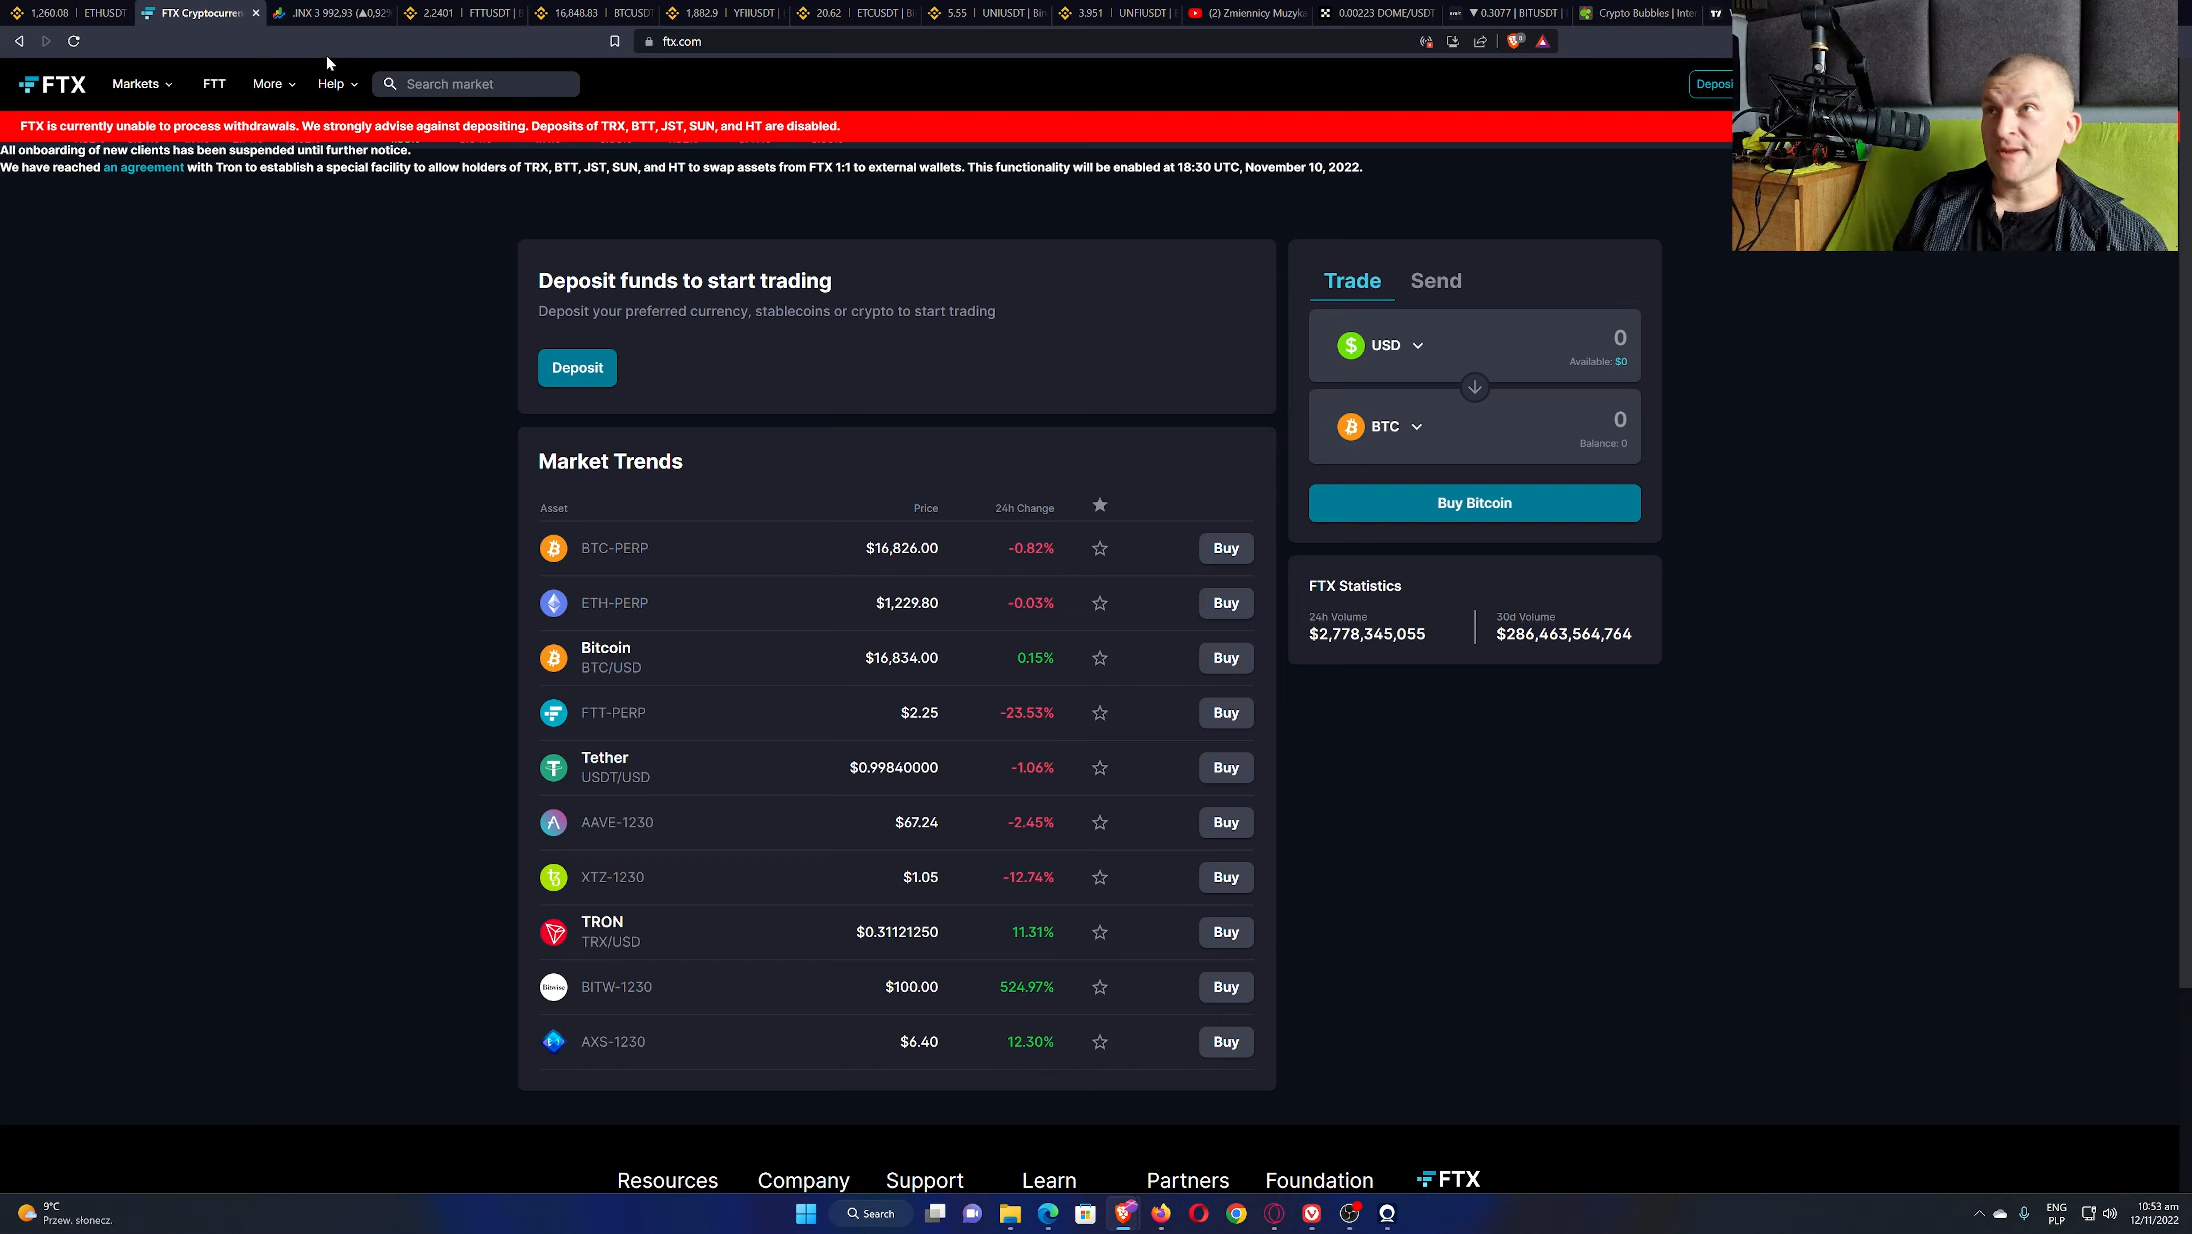 1,260.08 | ETHUSDT
FTX Cryptocurren
.INX 3 992,93 (▲0,92%
2.2401 | FTTUSDT | B
16,848.83 | BTCUSDT
1,882.9 | YFIIUSDT |
20.62 | ETCUSDT | Bi
5.55 | UNIUSDT | Bin
3.951 | UNFIUSDT | B
(2) Zmiennicy Muzyka
0.00223 DOME/USDT
▼ 0.3077 | BITUSDT |
Crypto Bubbles | Inter
ftx.com
FTX
Markets
FTT
More
Help
Search market
Deposi
FTX is currently unable to process withdrawals. We strongly advise against depositing. Deposits of TRX, BTT, JST, SUN, and HT are disabled.
All onboarding of new clients has been suspended until further notice.
We have reached an agreement with Tron to establish a special facility to allow holders of TRX, BTT, JST, SUN, and HT to swap assets from FTX 1:1 to external wallets. This functionality will be enabled at 18:30 UTC, November 10, 2022.
Deposit funds to start trading
Deposit your preferred currency, stablecoins or crypto to start trading
Deposit
Trade Send
USD 0
Available: $0
BTC 0
Balance: 0
Buy Bitcoin
FTX Statistics
24h Volume 30d Volume
$2,778,345,055 $286,463,564,764
Market Trends
Asset Price 24h Change
BTC-PERP $16,826.00 -0.82% Buy
ETH-PERP $1,229.80 -0.03% Buy
Bitcoin
BTC/USD $16,834.00 0.15% Buy
FTT-PERP $2.25 -23.53% Buy
Tether
USDT/USD $0.99840000 -1.06% Buy
AAVE-1230 $67.24 -2.45% Buy
XTZ-1230 $1.05 -12.74% Buy
TRON
TRX/USD $0.31121250 11.31% Buy
Bitwise BITW-1230 $100.00 524.97% Buy
AXS-1230 $6.40 12.30% Buy
Resources Company Support Learn Partners Foundation FTX
9°C
Przew. słonecz.
Search
ENG
PLP
10:53 am
12/11/2022